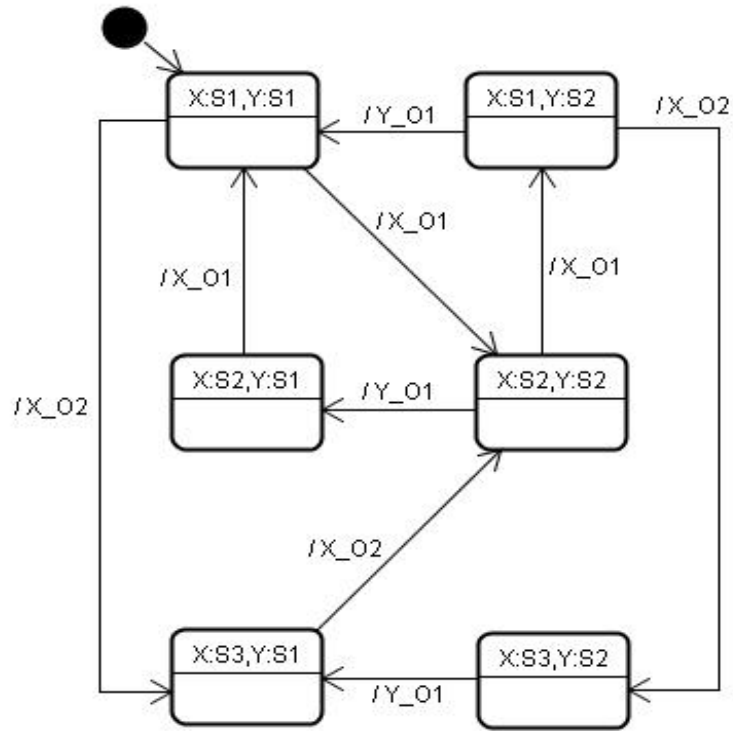 X:S1,Y:S1
X:S1,Y:S2
/ X_O2
/ Y_O1
/ X_O1
/ X_O1
/ X_O1
X:S2,Y:S1
X:S2,Y:S2
/ Y_O1
/ X_O2
/ X_O2
X:S3,Y:S1
X:S3,Y:S2
/ Y_O1